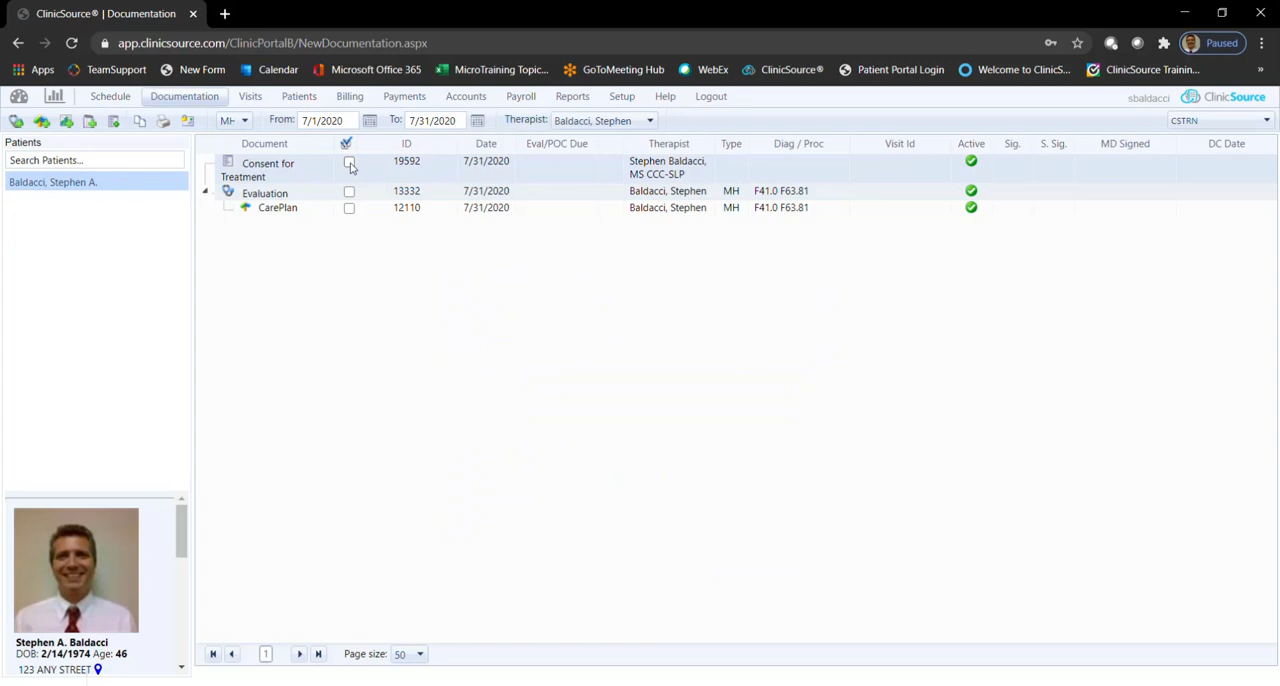 ClinicSource® | Documentation
app.clinicsource.com/ClinicPortalB/NewDocumentation.aspx
Paused
Apps TeamSupport New Form Calendar Microsoft Office 365 MicroTraining Topic... GoToMeeting Hub WebEx ClinicSource® Patient Portal Login Welcome to ClinicS... ClinicSource Trainin... »
Schedule Documentation Visits Patients Billing Payments Accounts Payroll Reports Setup Help Logout sbaldacci ClinicSource
From: 7/1/2020 To: 7/31/2020 Therapist: Baldacci, Stephen CSTRN
Patients
Search Patients...
Baldacci, Stephen A.
Document ID Date Eval/POC Due Therapist Type Diag / Proc Visit Id Active Sig. S. Sig. MD Signed DC Date
Consent for Treatment 19592 7/31/2020 Stephen Baldacci, MS CCC-SLP
Evaluation 13332 7/31/2020 Baldacci, Stephen MH F41.0 F63.81
CarePlan 12110 7/31/2020 Baldacci, Stephen MH F41.0 F63.81
Stephen A. Baldacci
DOB: 2/14/1974 Age: 46
123 ANY STREET
1 Page size: 50